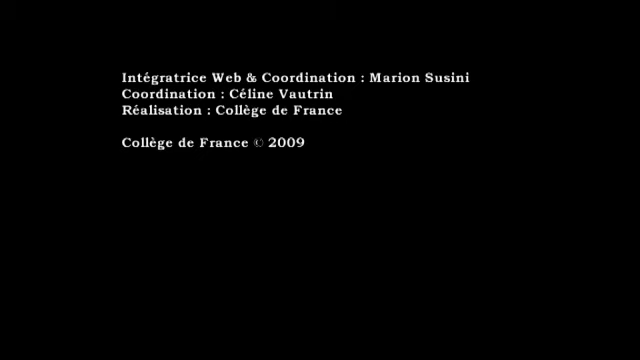 Intégratrice Web & Coordination : Marion Susini
Coordination : Céline Vautrin
Réalisation : Collège de France
Collège de France © 2009